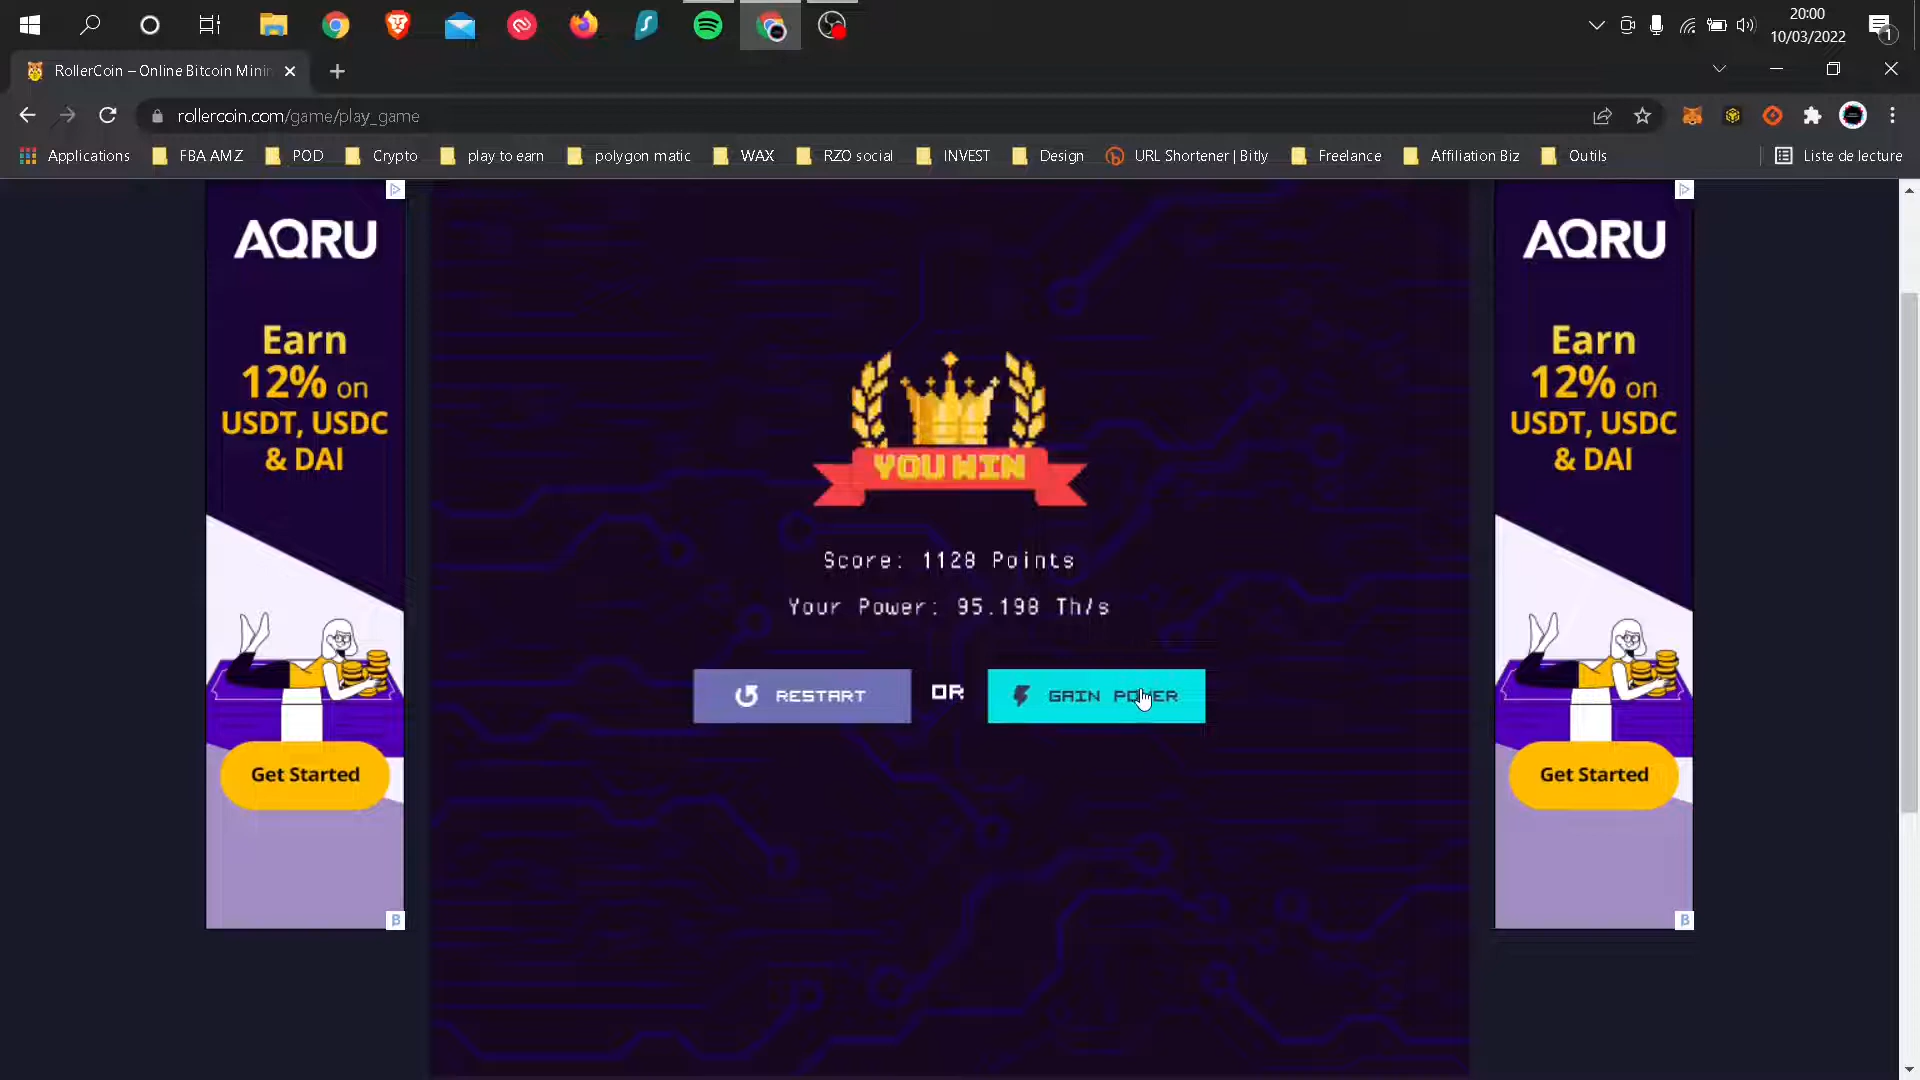 20:00
10/03/2022
1
RollerCoin – Online Bitcoin Minin
rollercoin.com/game/play_game
Applications FBA AMZ POD Crypto play to earn polygon matic WAX RZO social INVEST Design URL Shortener | Bitly Freelance Affiliation Biz Outils Liste de lecture
AQRU
Earn
12% on
USDT, USDC
& DAI
Get Started
B
YOU WIN
Score: 1128 Points
Your Power: 95.198 Th/s
RESTART OR GAIN POWER
AQRU
Earn
12% on
USDT, USDC
& DAI
Get Started
B